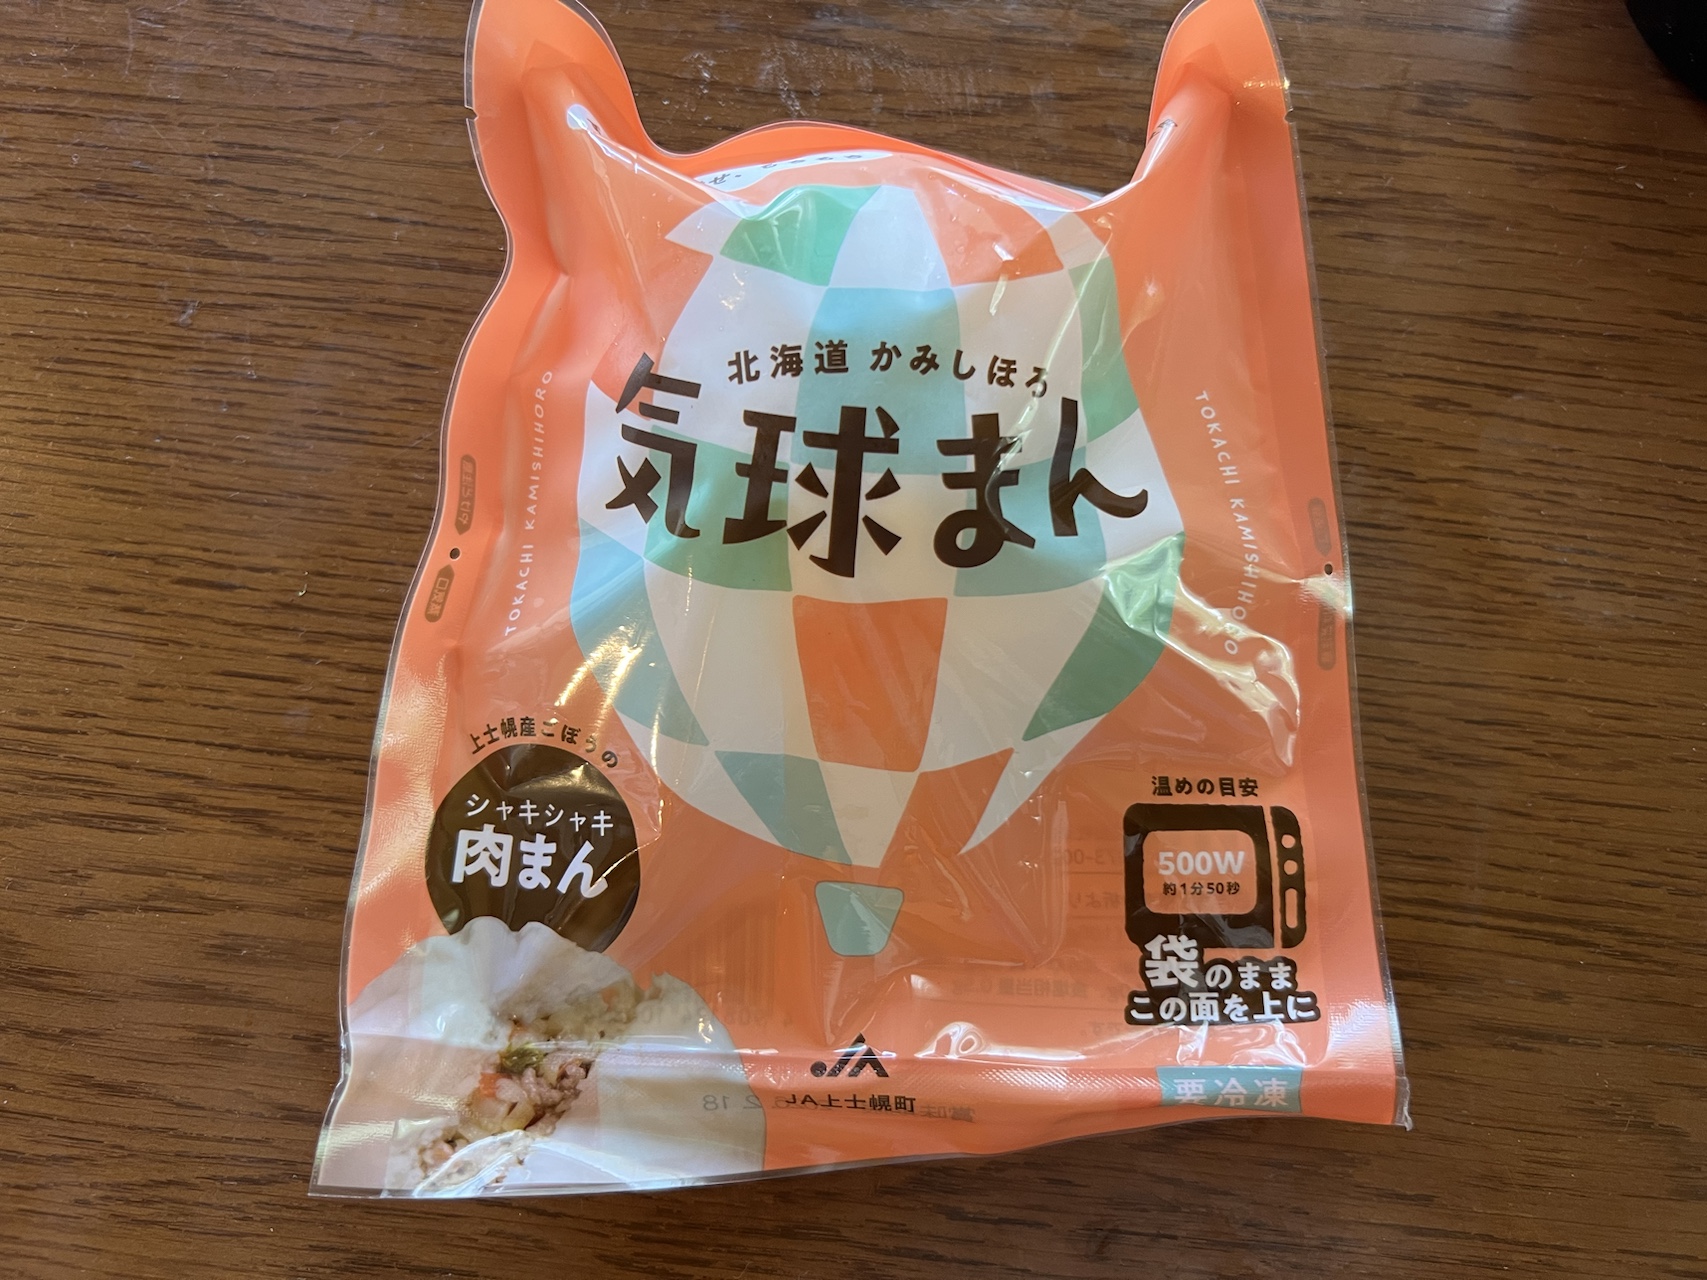 北海道 かみしほろ
気球まん
TOKACHI KAMISHIHORO
TOKACHI KAMISHIHORO
上士幌産ごぼうの
シャキシャキ
肉まん
温めの目安
500W
約1分50秒
袋のまま
この面を上に
要冷凍
JA
JA上士幌町